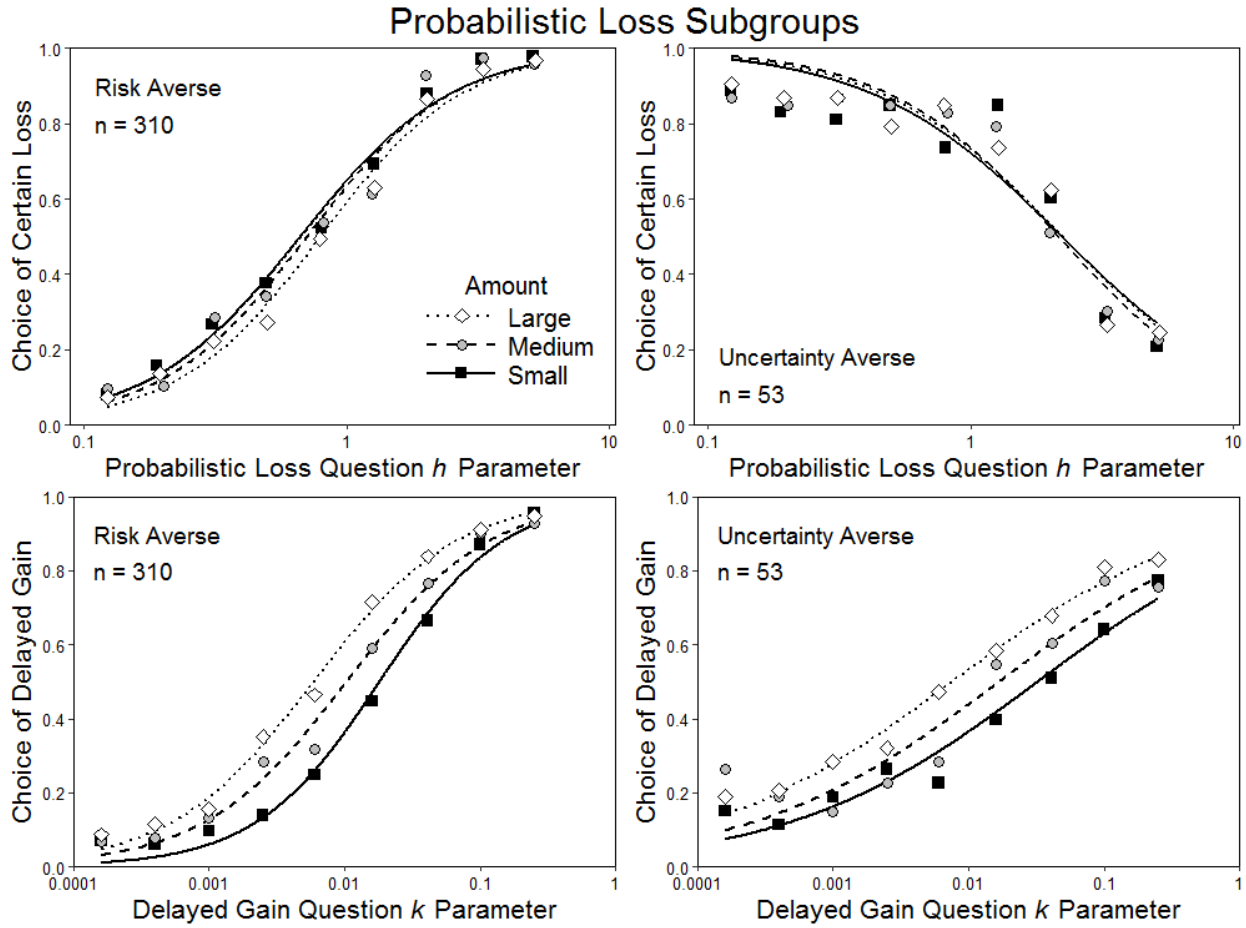 Probabilistic Loss Subgroups
Choice of Certain Loss
1.0
0.8
0.6
0.4
0.2
0.0
Risk Averse
n = 310
Amount
Large
Medium
Small
0.1
1
10
Probabilistic Loss Question h Parameter
Choice of Certain Loss
1.0
0.8
0.6
0.4
0.2
0.0
Uncertainty Averse
n = 53
0.1
1
10
Probabilistic Loss Question h Parameter
Choice of Delayed Gain
1.0
0.8
0.6
0.4
0.2
0.0
Risk Averse
n = 310
0.0001
0.001
0.01
0.1
1
Delayed Gain Question k Parameter
Choice of Delayed Gain
1.0
0.8
0.6
0.4
0.2
0.0
Uncertainty Averse
n = 53
0.0001
0.001
0.01
0.1
1
Delayed Gain Question k Parameter